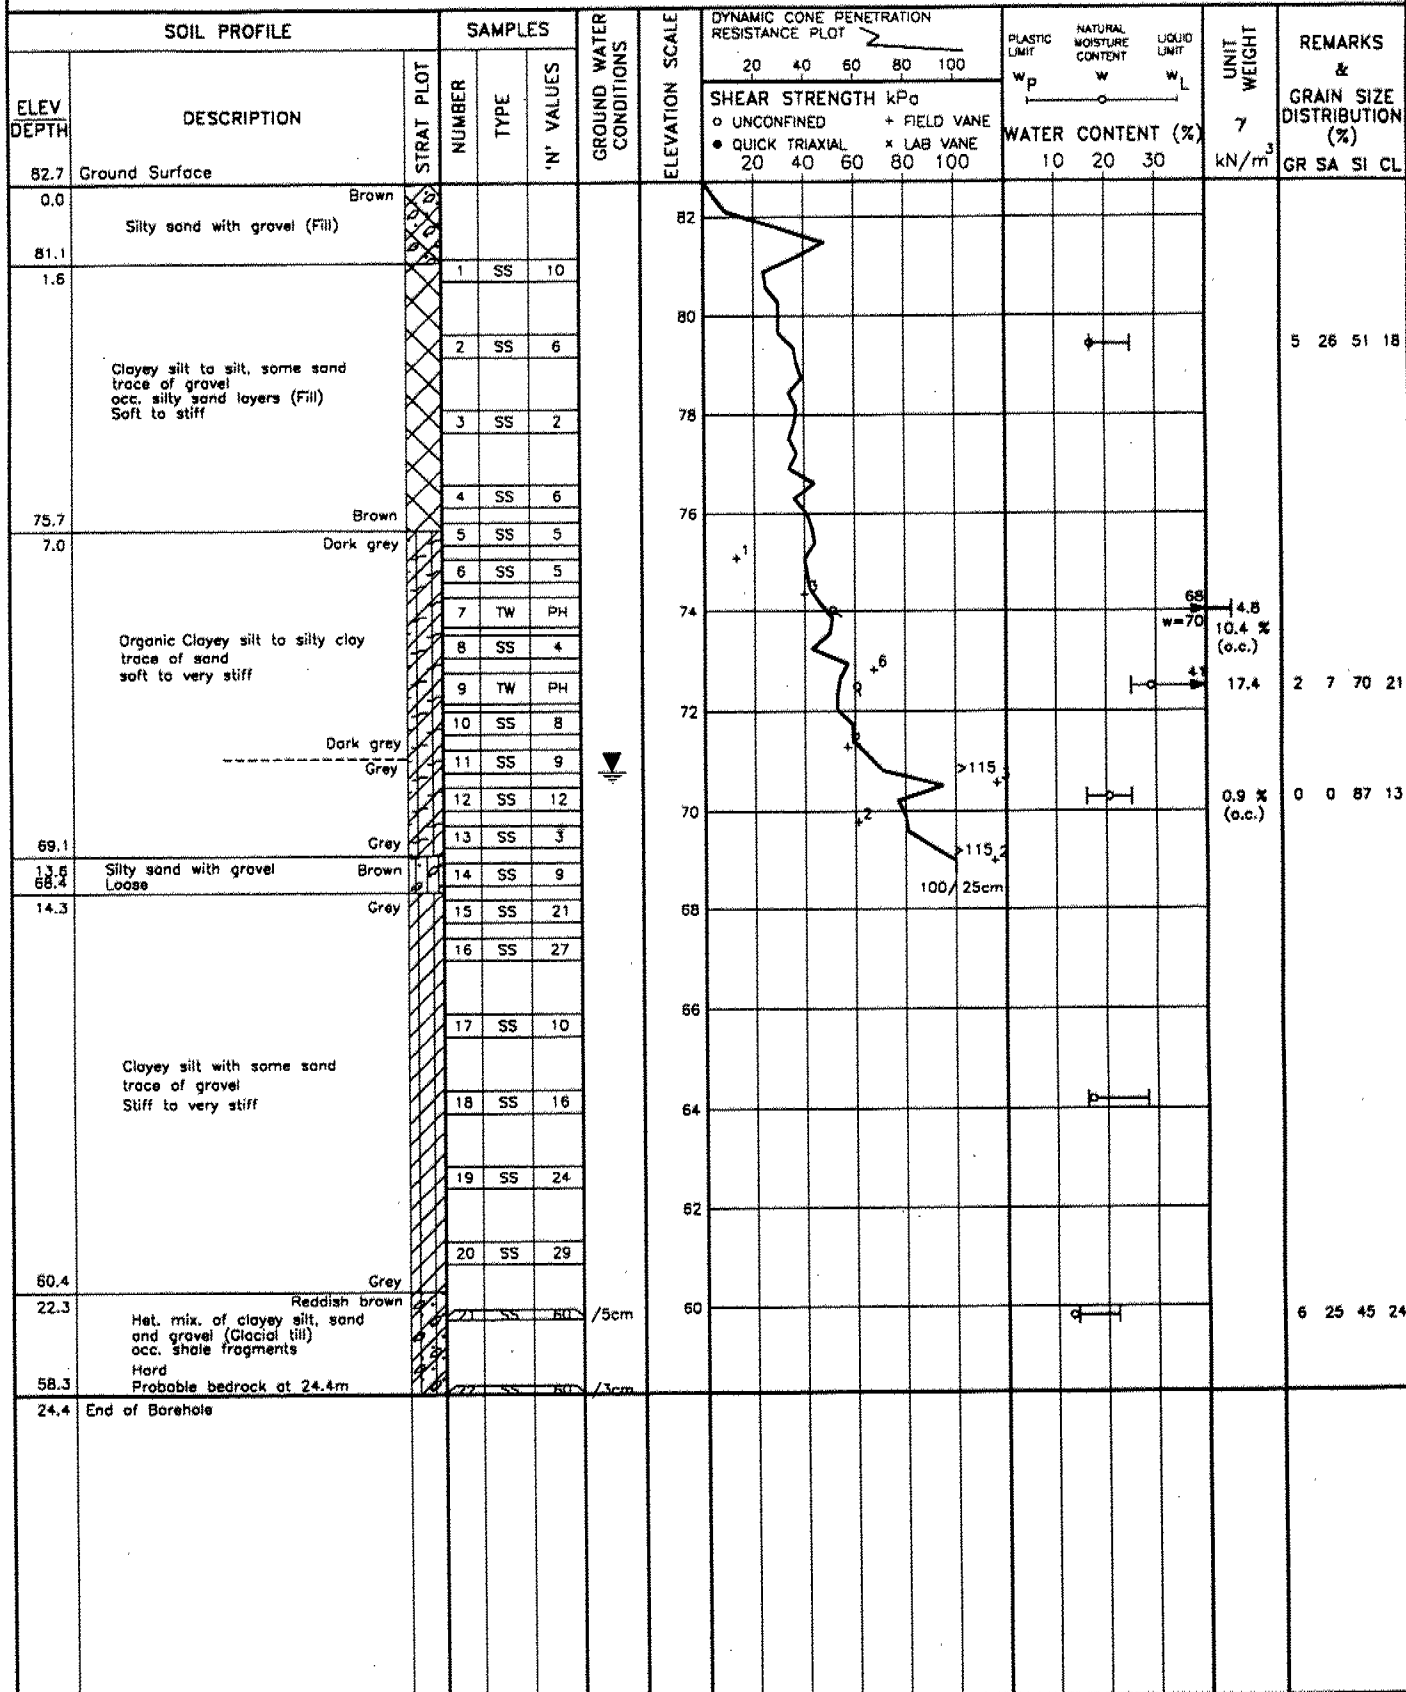 SOIL PROFILE
SAMPLES
GROUND WATER
CONDITIONS
ELEVATION SCALE
DYNAMIC CONE PENETRATION
RESISTANCE PLOT
20 40 60 80 100
SHEAR STRENGTH kPa
o UNCONFINED + FIELD VANE
● QUICK TRIAXIAL × LAB VANE
20 40 60 80 100
PLASTIC
LIMIT
NATURAL
MOISTURE
CONTENT
LIQUID
LIMIT
wP w wL
WATER CONTENT (%)
10 20 30
UNIT
WEIGHT
γ
kN/m3
REMARKS
&
GRAIN SIZE
DISTRIBUTION
(%)
GR SA SI CL
ELEV
DEPTH
DESCRIPTION
STRAT PLOT
NUMBER
TYPE
'N' VALUES
82.7 Ground Surface
0.0 Brown
Silty sand with gravel (Fill)
82
81.1
1.6
1 SS 10
80
2 SS 6
5 26 51 18
Clayey silt to silt, some sand
trace of gravel
occ. silty sand layers (Fill)
Soft to stiff
3 SS 2
78
4 SS 6
75.7 Brown
76
7.0 Dark grey
5 SS 5
1
6 SS 5
7 TW PH
74
68
w=70
4.8
10.4 %
(o.c.)
Organic Clayey silt to silty clay
trace of sand
soft to very stiff
8 SS 4
6
9 TW PH
41
17.4
2 7 70 21
72
10 SS 8
Dark grey
Grey
11 SS 9
>115
12 SS 12
70
0.9 %
(o.c.)
0 0 87 13
2
69.1 Grey
13 SS 3
>115 2
13.6 Silty sand with gravel Brown
68.4 Loose
14 SS 9
100/ 25cm
14.3 Grey
15 SS 21
68
16 SS 27
66
17 SS 10
Clayey silt with some sand
trace of gravel
Stiff to very stiff
18 SS 16
64
19 SS 24
62
20 SS 29
60.4 Grey
22.3 Reddish brown
Het. mix. of clayey silt, sand
and gravel (Glacial till)
occ. shale fragments
Hard
21 SS 60 /5cm
60
6 25 45 24
58.3 Probable bedrock at 24.4m
22 SS 60 /3cm
24.4 End of Borehole